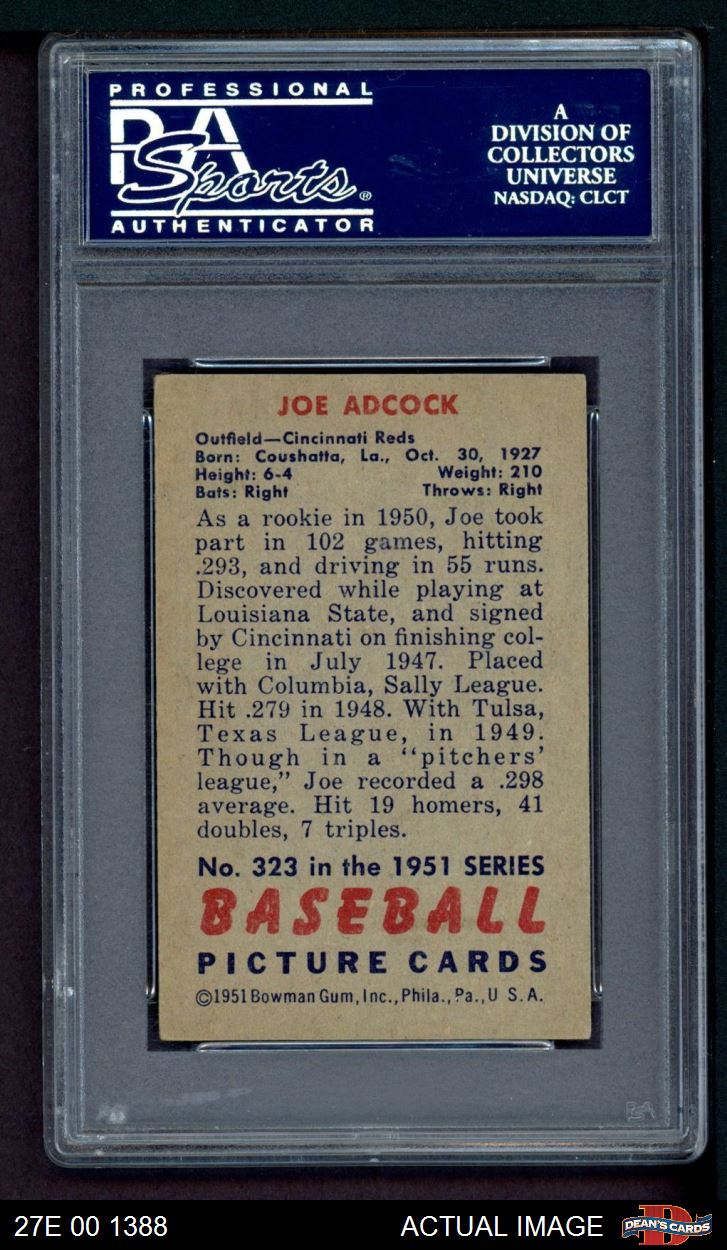 PROFESSIONAL
PSA
Sports®
AUTHENTICATOR
A
DIVISION OF
COLLECTORS
UNIVERSE
NASDAQ: CLCT
JOE ADCOCK
Outfield—Cincinnati Reds
Born: Coushatta, La., Oct. 30, 1927
Height: 6-4 Weight: 210
Bats: Right Throws: Right
As a rookie in 1950, Joe took
part in 102 games, hitting
.293, and driving in 55 runs.
Discovered while playing at
Louisiana State, and signed
by Cincinnati on finishing col-
lege in July 1947. Placed
with Columbia, Sally League.
Hit .279 in 1948. With Tulsa,
Texas League, in 1949.
Though in a "pitchers'
league," Joe recorded a .298
average. Hit 19 homers, 41
doubles, 7 triples.
No. 323 in the 1951 SERIES
BASEBALL
PICTURE CARDS
©1951 Bowman Gum, Inc., Phila., Pa., U S. A.
PSA
27E 00 1388
ACTUAL IMAGE
D
DEAN'S CARDS